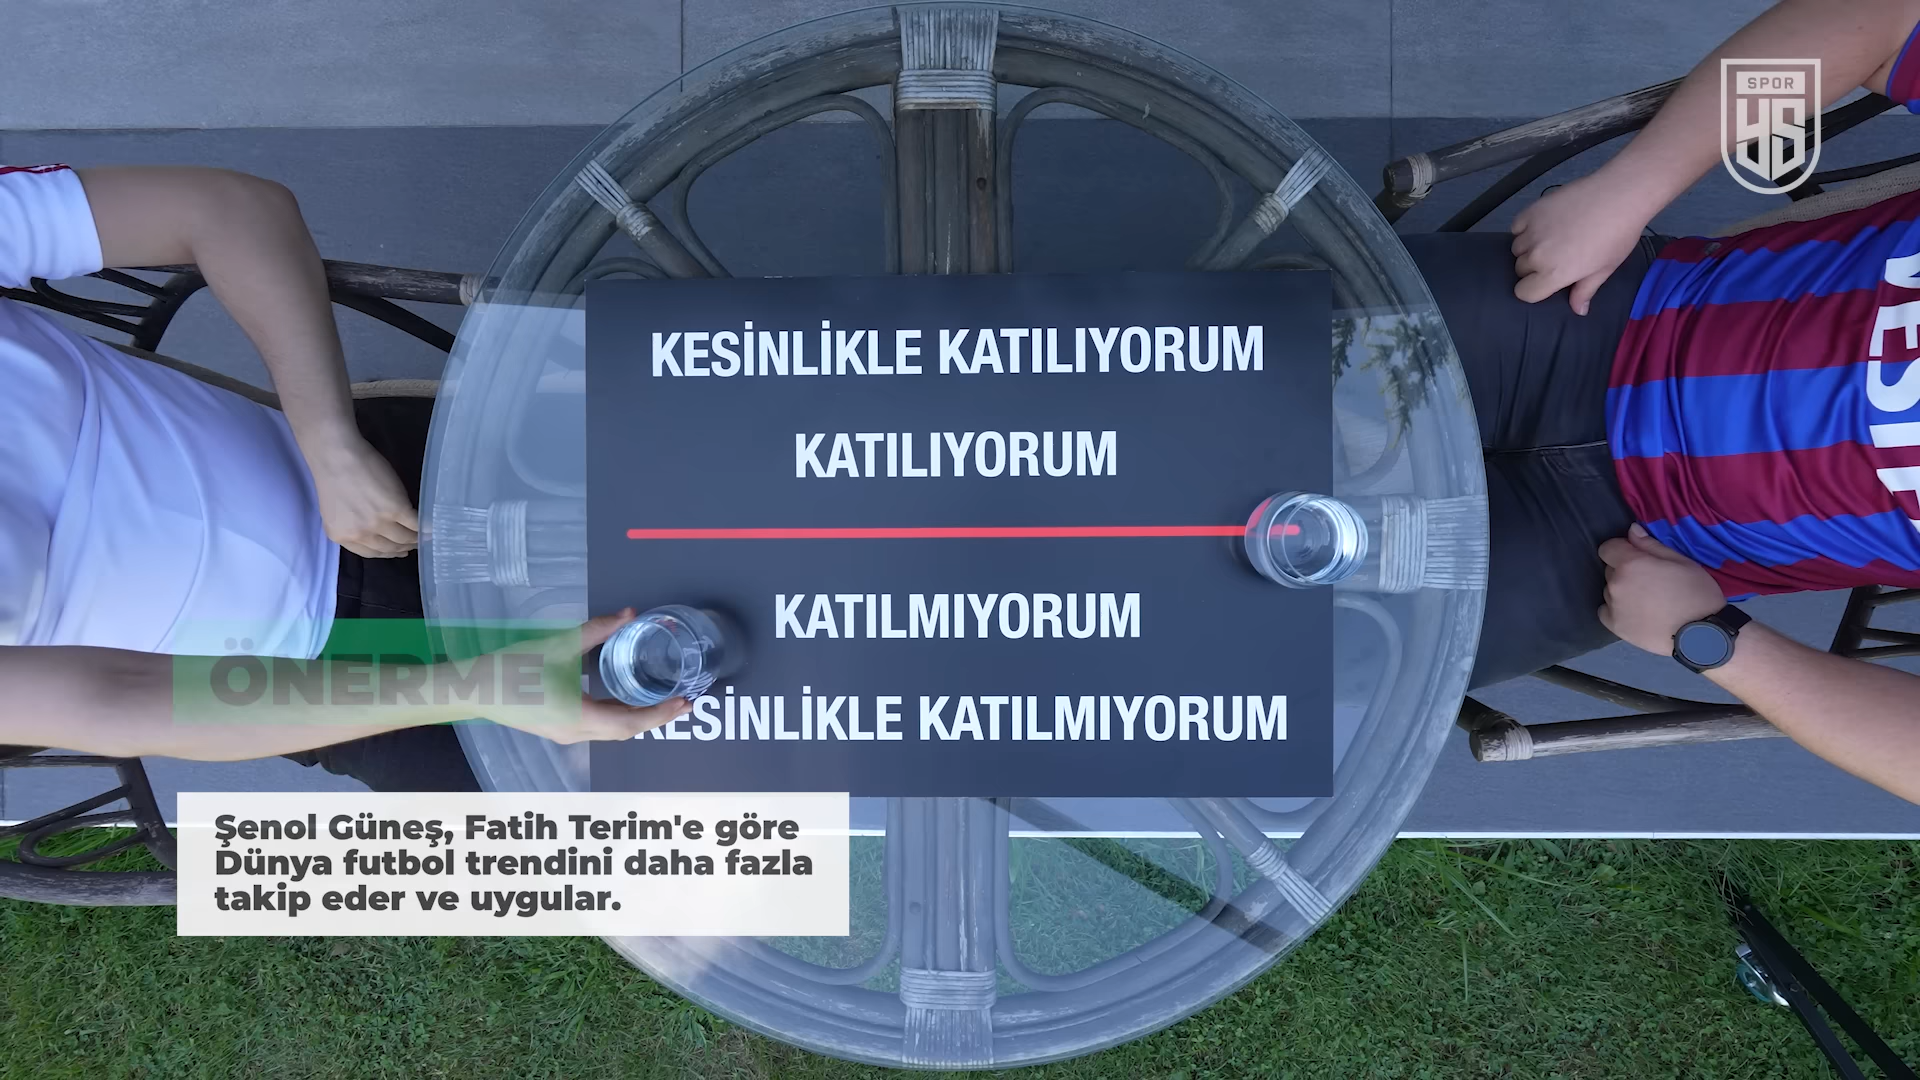 SPOR
YS
KESİNLİKLE KATILIYORUM
KATILIYORUM
KATILMIYORUM
KESİNLİKLE KATILMIYORUM
ÖNERME
Şenol Güneş, Fatih Terim'e göre
Dünya futbol trendini daha fazla
takip eder ve uygular.